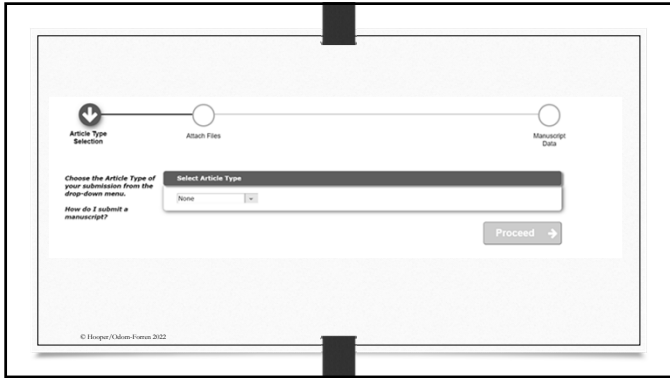 Article Type
Selection
Attach Files
Manuscript
Data
Choose the Article Type of
your submission from the
drop-down menu.
How do I submit a
manuscript?
Select Article Type
None
Proceed
© Hooper/Odom-Forren 2022